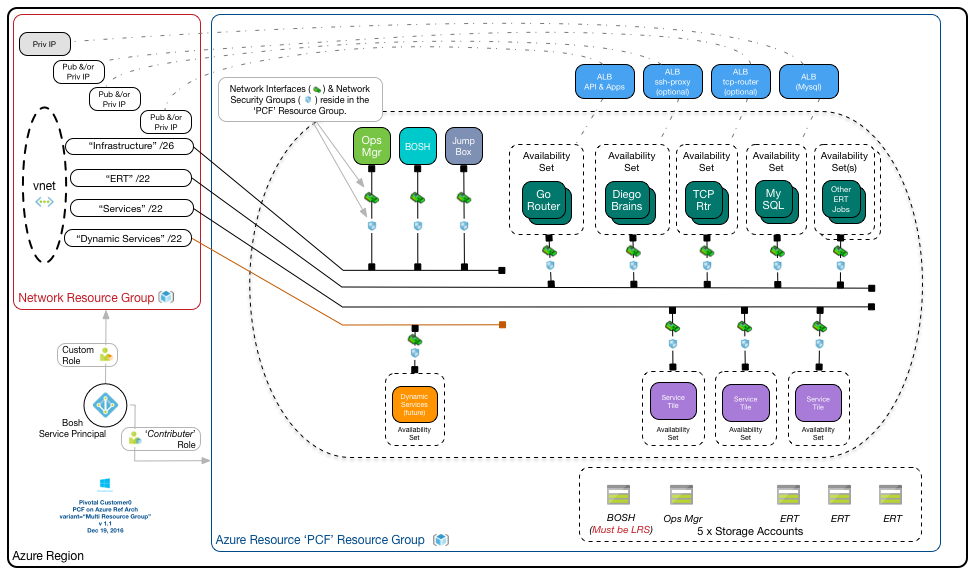 Priv IP
Pub &/or
Priv IP
Pub &/or
Priv IP
Pub &/or
Priv IP
vnet
“Infrastructure” /26
“ERT” /22
“Services” /22
“Dynamic Services” /22
Network Resource Group
Custom
Role
Bosh
Service Principal
‘Contributer’
Role
Pivotal Customer0
PCF on Azure Ref Arch
variant=“Multi Resource Group”
v 1.1
Dec 19, 2016
Azure Region
Network Interfaces ( ) & Network
Security Groups ( ) reside in the
‘PCF’ Resource Group.
ALB
API & Apps
ALB
ssh-proxy
(optional)
ALB
tcp-router
(optional)
ALB
(Mysql)
Ops
Mgr
BOSH
Jump
Box
Availability
Set
Go
Router
Availability
Set
Diego
Brains
Availability
Set
TCP
Rtr
Availability
Set
My
SQL
Availability
Set(s)
Other
ERT
Jobs
Dynamic
Services
(future)
Availability
Set
Service
Tile
Availability
Set
Service
Tile
Availability
Set
Service
Tile
Availability
Set
BOSH
(Must be LRS)
Ops Mgr
ERT
ERT
ERT
5 x Storage Accounts
Azure Resource ‘PCF’ Resource Group